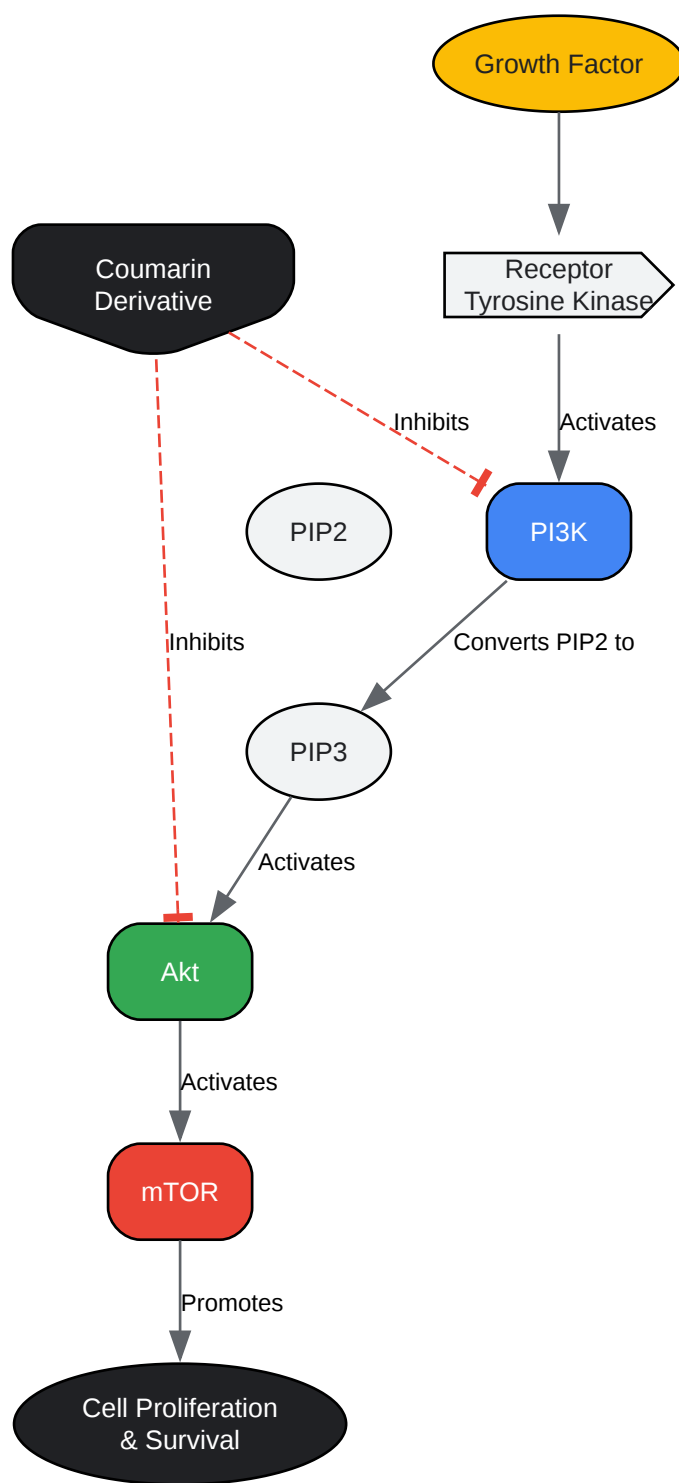 Growth Factor
Coumarin
Derivative
Receptor
Tyrosine Kinase
Inhibits
Activates
PIP2
PI3K
Inhibits
Converts PIP2 to
PIP3
Activates
Akt
Activates
mTOR
Promotes
Cell Proliferation
& Survival